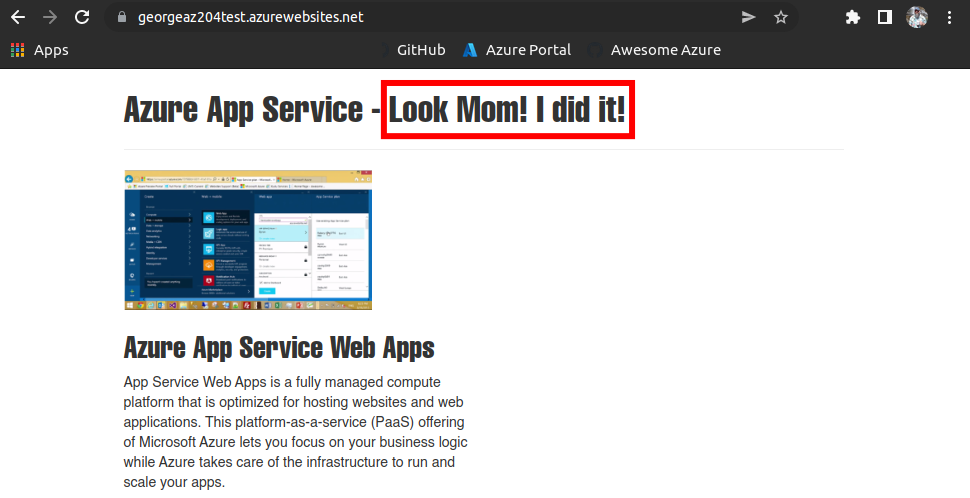 georgeaz204test.azurewebsites.net
Apps GitHub Azure Portal Awesome Azure
Azure App Service - Look Mom! I did it!
Azure App Service Web Apps
App Service Web Apps is a fully managed compute
platform that is optimized for hosting websites and web
applications. This platform-as-a-service (PaaS) offering
of Microsoft Azure lets you focus on your business logic
while Azure takes care of the infrastructure to run and
scale your apps.